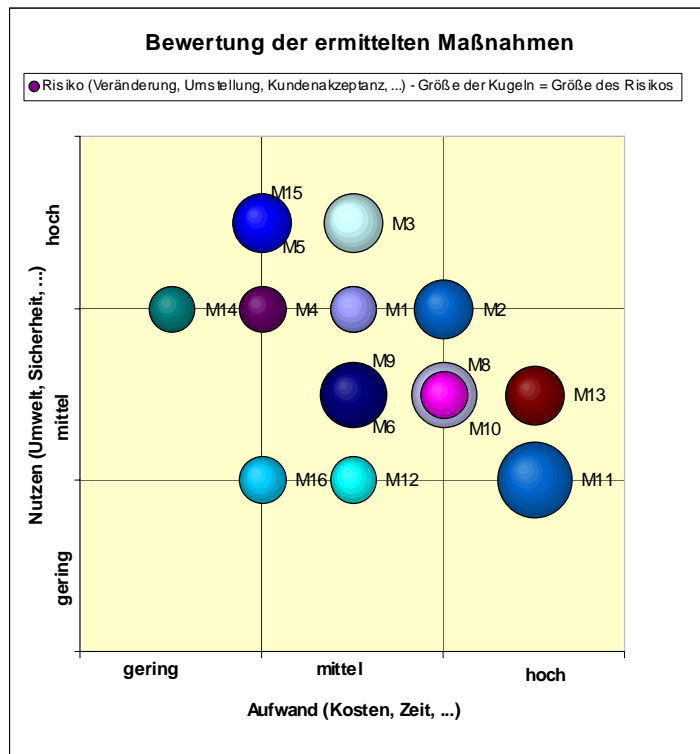 Bewertung der ermittelten Maßnahmen
Risiko (Veränderung, Umstellung, Kundenakzeptanz, ...) - Größe der Kugeln = Größe des Risikos
Nutzen (Umwelt, Sicherheit, ...)
hoch
mittel
gering
M15
M5
M3
M14
M4
M1
M2
M9
M6
M8
M10
M13
M16
M12
M11
gering
mittel
hoch
Aufwand (Kosten, Zeit, ...)